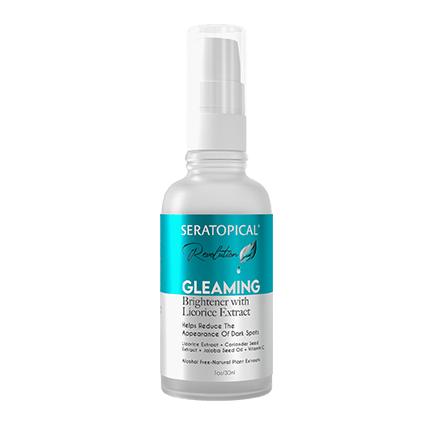 SERATOPICAL®
Revolution
GLEAMING
Brightener with
Licorice Extract
Helps Reduce The
Appearance Of Dark Spots
Licorice Extract + Coriander Seed
Extract + Jojoba Seed Oil + Vitamin C
Alcohol Free-Natural Plant Extracts
1oz/30ml